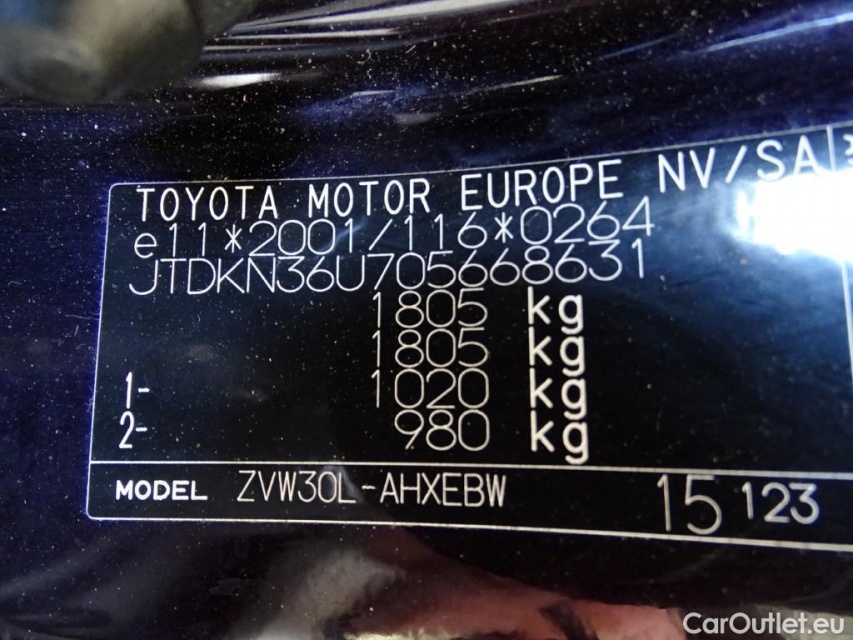 TOYOTA MOTOR EUROPE NV/SA
e11*2001/116*0264
JTDKN36U705668631
1805 kg
1805 kg
1- 1020 kg
2- 980 kg
MODEL ZVW30L-AHXEBW 15 123
CarOutlet.eu